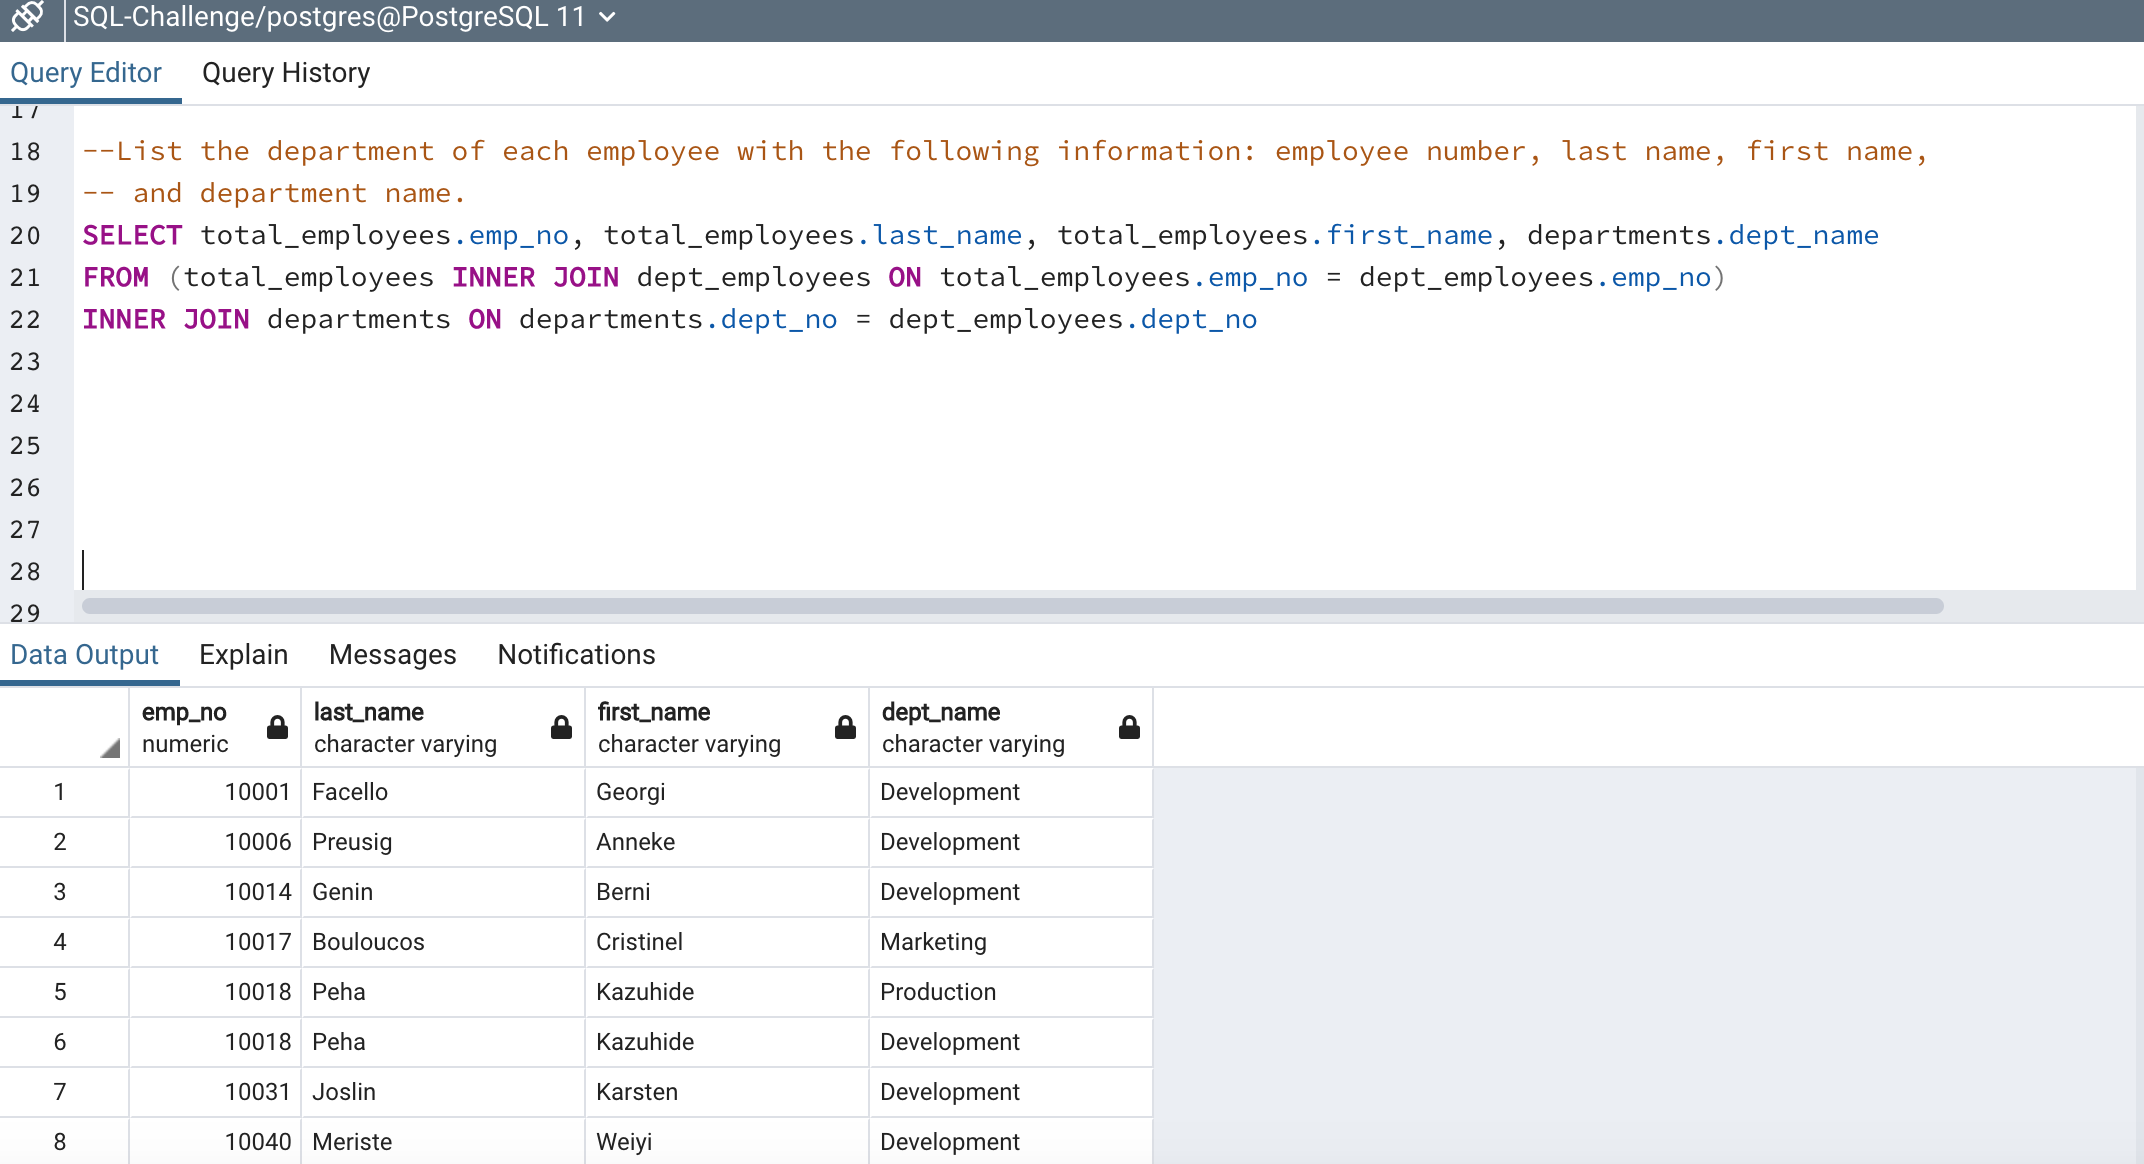 SQL-Challenge/postgres@PostgreSQL 11
Query Editor Query History
17
18 --List the department of each employee with the following information: employee number, last name, first name,
19 -- and department name.
20 SELECT total_employees.emp_no, total_employees.last_name, total_employees.first_name, departments.dept_name
21 FROM (total_employees INNER JOIN dept_employees ON total_employees.emp_no = dept_employees.emp_no)
22 INNER JOIN departments ON departments.dept_no = dept_employees.dept_no
23
24
25
26
27
28
29
Data Output Explain Messages Notifications
emp_no last_name first_name dept_name
numeric character varying character varying character varying
1 10001 Facello Georgi Development
2 10006 Preusig Anneke Development
3 10014 Genin Berni Development
4 10017 Bouloucos Cristinel Marketing
5 10018 Peha Kazuhide Production
6 10018 Peha Kazuhide Development
7 10031 Joslin Karsten Development
8 10040 Meriste Weiyi Development